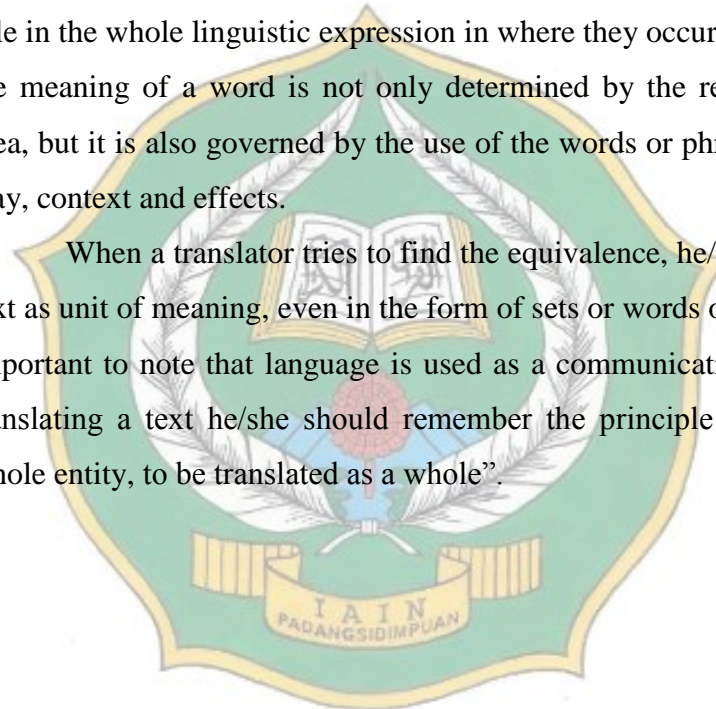 le in the whole linguistic expression in where they occur
e meaning of a word is not only determined by the re
ea, but it is also governed by the use of the words or phr
ay, context and effects.
When a translator tries to find the equivalence, he/
xt as unit of meaning, even in the form of sets or words o
portant to note that language is used as a communicati
anslating a text he/she should remember the principle
hole entity, to be translated as a whole”.
I A I N
PADANGSIDIMPUAN